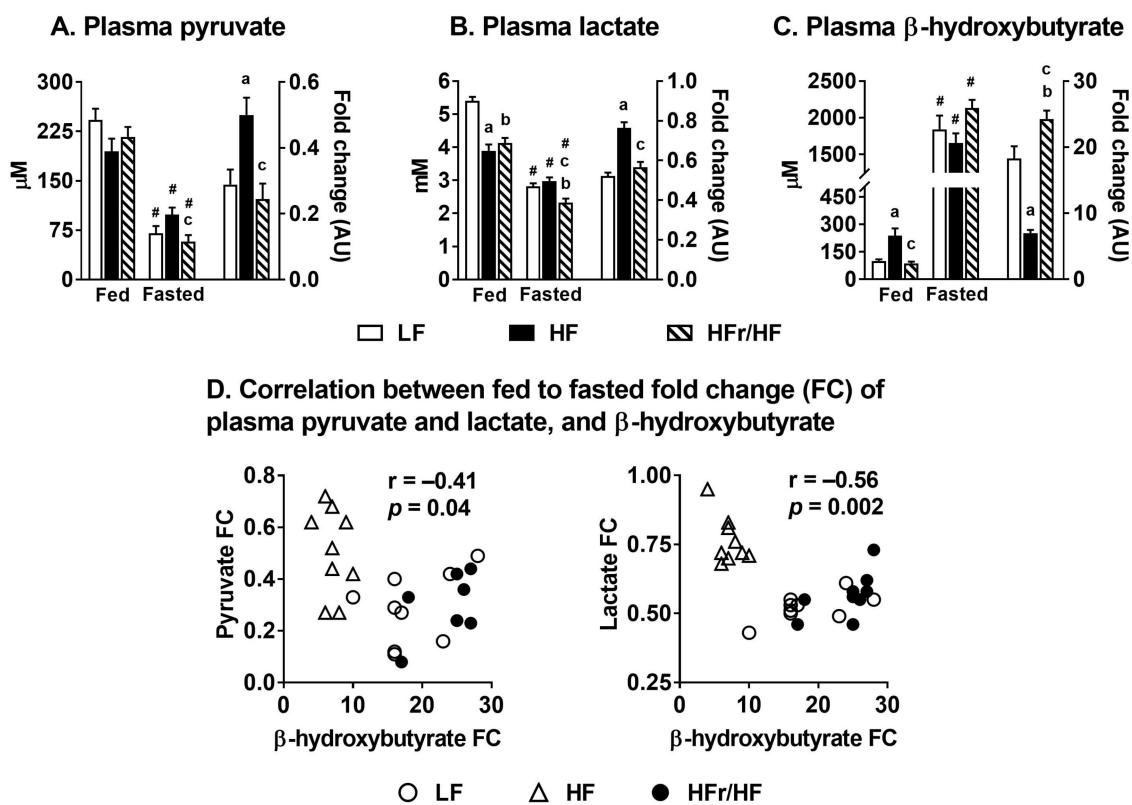 A. Plasma pyruvate
µM
300
225
150
75
0
# # # c
a c
0.6
0.4
0.2
0.0
Fold change (AU)
Fed Fasted
B. Plasma lactate
mM
6
5
4
3
2
1
0
a b
# # # c b
a c
1.0
0.8
0.6
0.4
0.2
0.0
Fold change (AU)
Fed Fasted
C. Plasma β-hydroxybutyrate
µM
2500
2000
1500
450
300
150
0
a c
# # #
a c b
30
20
10
0
Fold change (AU)
Fed Fasted
LF HF HFr/HF
D. Correlation between fed to fasted fold change (FC) of
plasma pyruvate and lactate, and β-hydroxybutyrate
Pyruvate FC
0.8
0.6
0.4
0.2
0.0
r = –0.41
p = 0.04
0 10 20 30
β-hydroxybutyrate FC
Lactate FC
1.00
0.75
0.50
0.25
r = –0.56
p = 0.002
0 10 20 30
β-hydroxybutyrate FC
LF HF HFr/HF